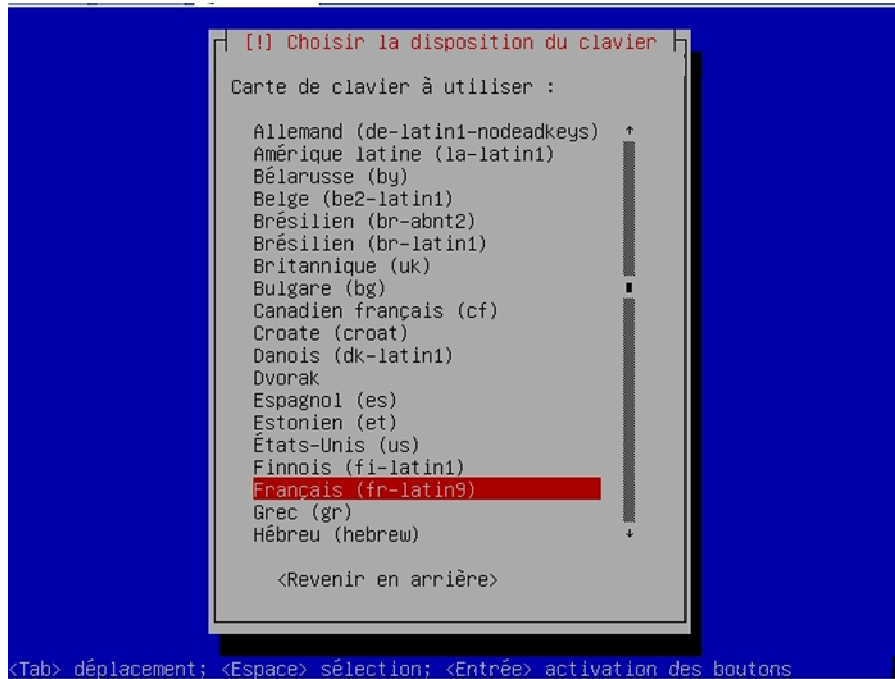 [!] Choisir la disposition du clavier
Carte de clavier à utiliser :
Allemand (de-latin1-nodeadkeys)
Amérique latine (la-latin1)
Bélarusse (by)
Belge (be2-latin1)
Brésilien (br-abnt2)
Brésilien (br-latin1)
Britannique (uk)
Bulgare (bg)
Canadien français (cf)
Croate (croat)
Danois (dk-latin1)
Dvorak
Espagnol (es)
Estonien (et)
États-Unis (us)
Finnois (fi-latin1)
Français (fr-latin9)
Grec (gr)
Hébreu (hebrew)
<Revenir en arrière>
<Tab> déplacement; <Espace> sélection; <Entrée> activation des boutons